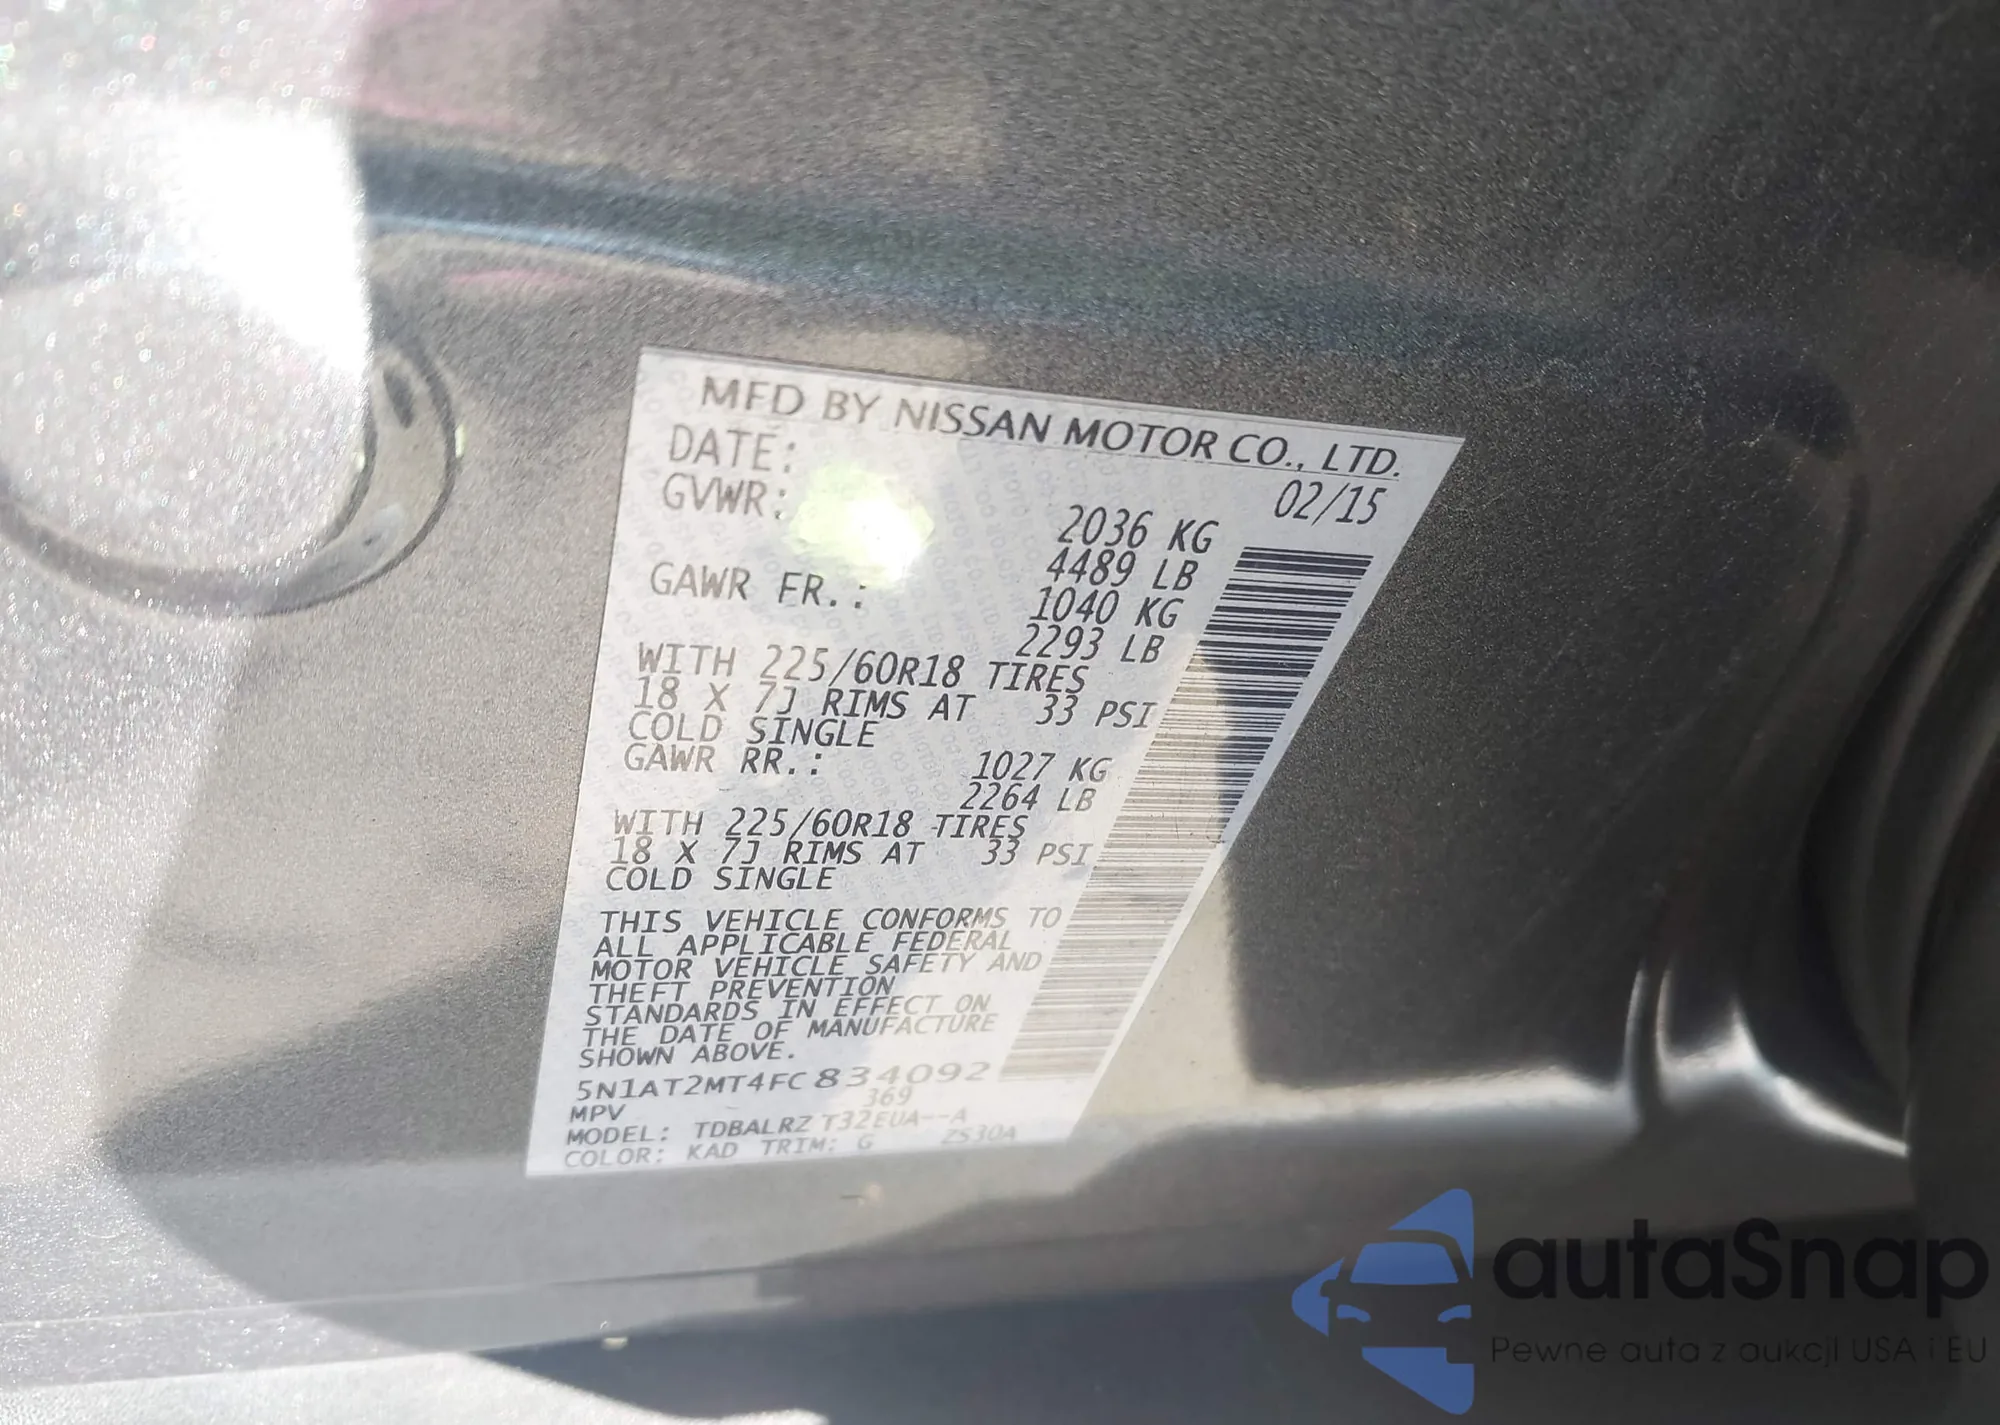 MFD BY NISSAN MOTOR CO., LTD.
DATE: 02/15
GVWR: 2036 KG
4489 LB
GAWR FR.: 1040 KG
2293 LB
WITH 225/60R18 TIRES
18 X 7J RIMS AT 33 PSI
COLD SINGLE
GAWR RR.: 1027 KG
2264 LB
WITH 225/60R18 TIRES
18 X 7J RIMS AT 33 PSI
COLD SINGLE
THIS VEHICLE CONFORMS TO
ALL APPLICABLE FEDERAL
MOTOR VEHICLE SAFETY AND
THEFT PREVENTION
STANDARDS IN EFFECT ON
THE DATE OF MANUFACTURE
SHOWN ABOVE.
5N1AT2MT4FC834092
MPV 369
MODEL: TDBALRZ T32EUA--A
COLOR: KAD TRIM: G ZS30A
autaSnap
Pewne auta z aukcji USA i EU